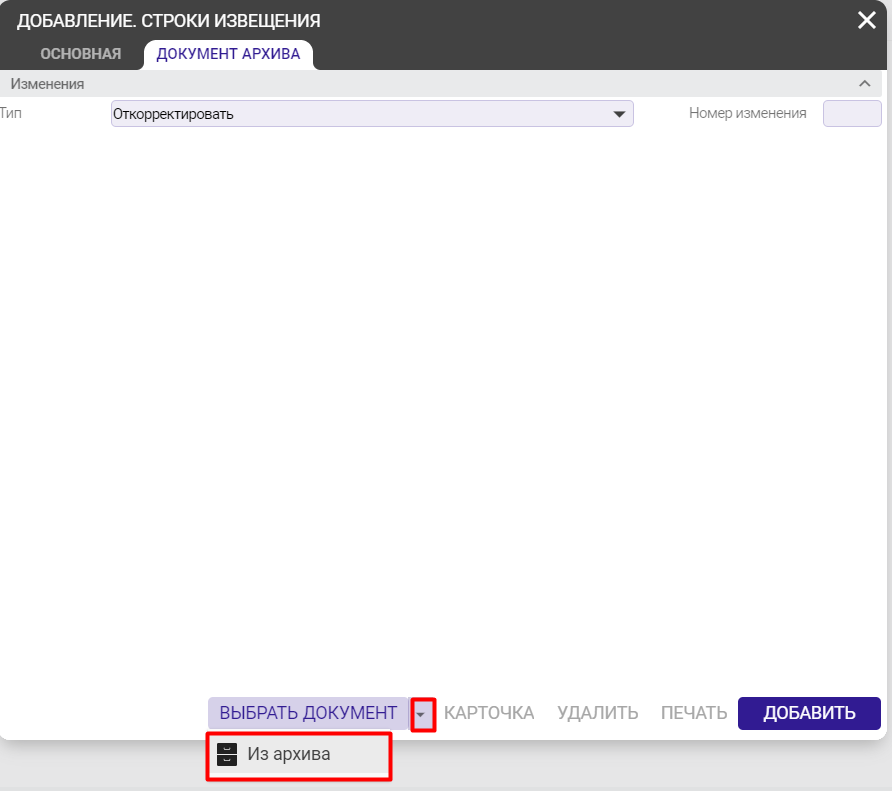 ДОБАВЛЕНИЕ. СТРОКИ ИЗВЕЩЕНИЯ
ОСНОВНАЯ ДОКУМЕНТ АРХИВА
Изменения
Тип Откорректировать Номер изменения
ВЫБРАТЬ ДОКУМЕНТ КАРТОЧКА УДАЛИТЬ ПЕЧАТЬ ДОБАВИТЬ
Из архива